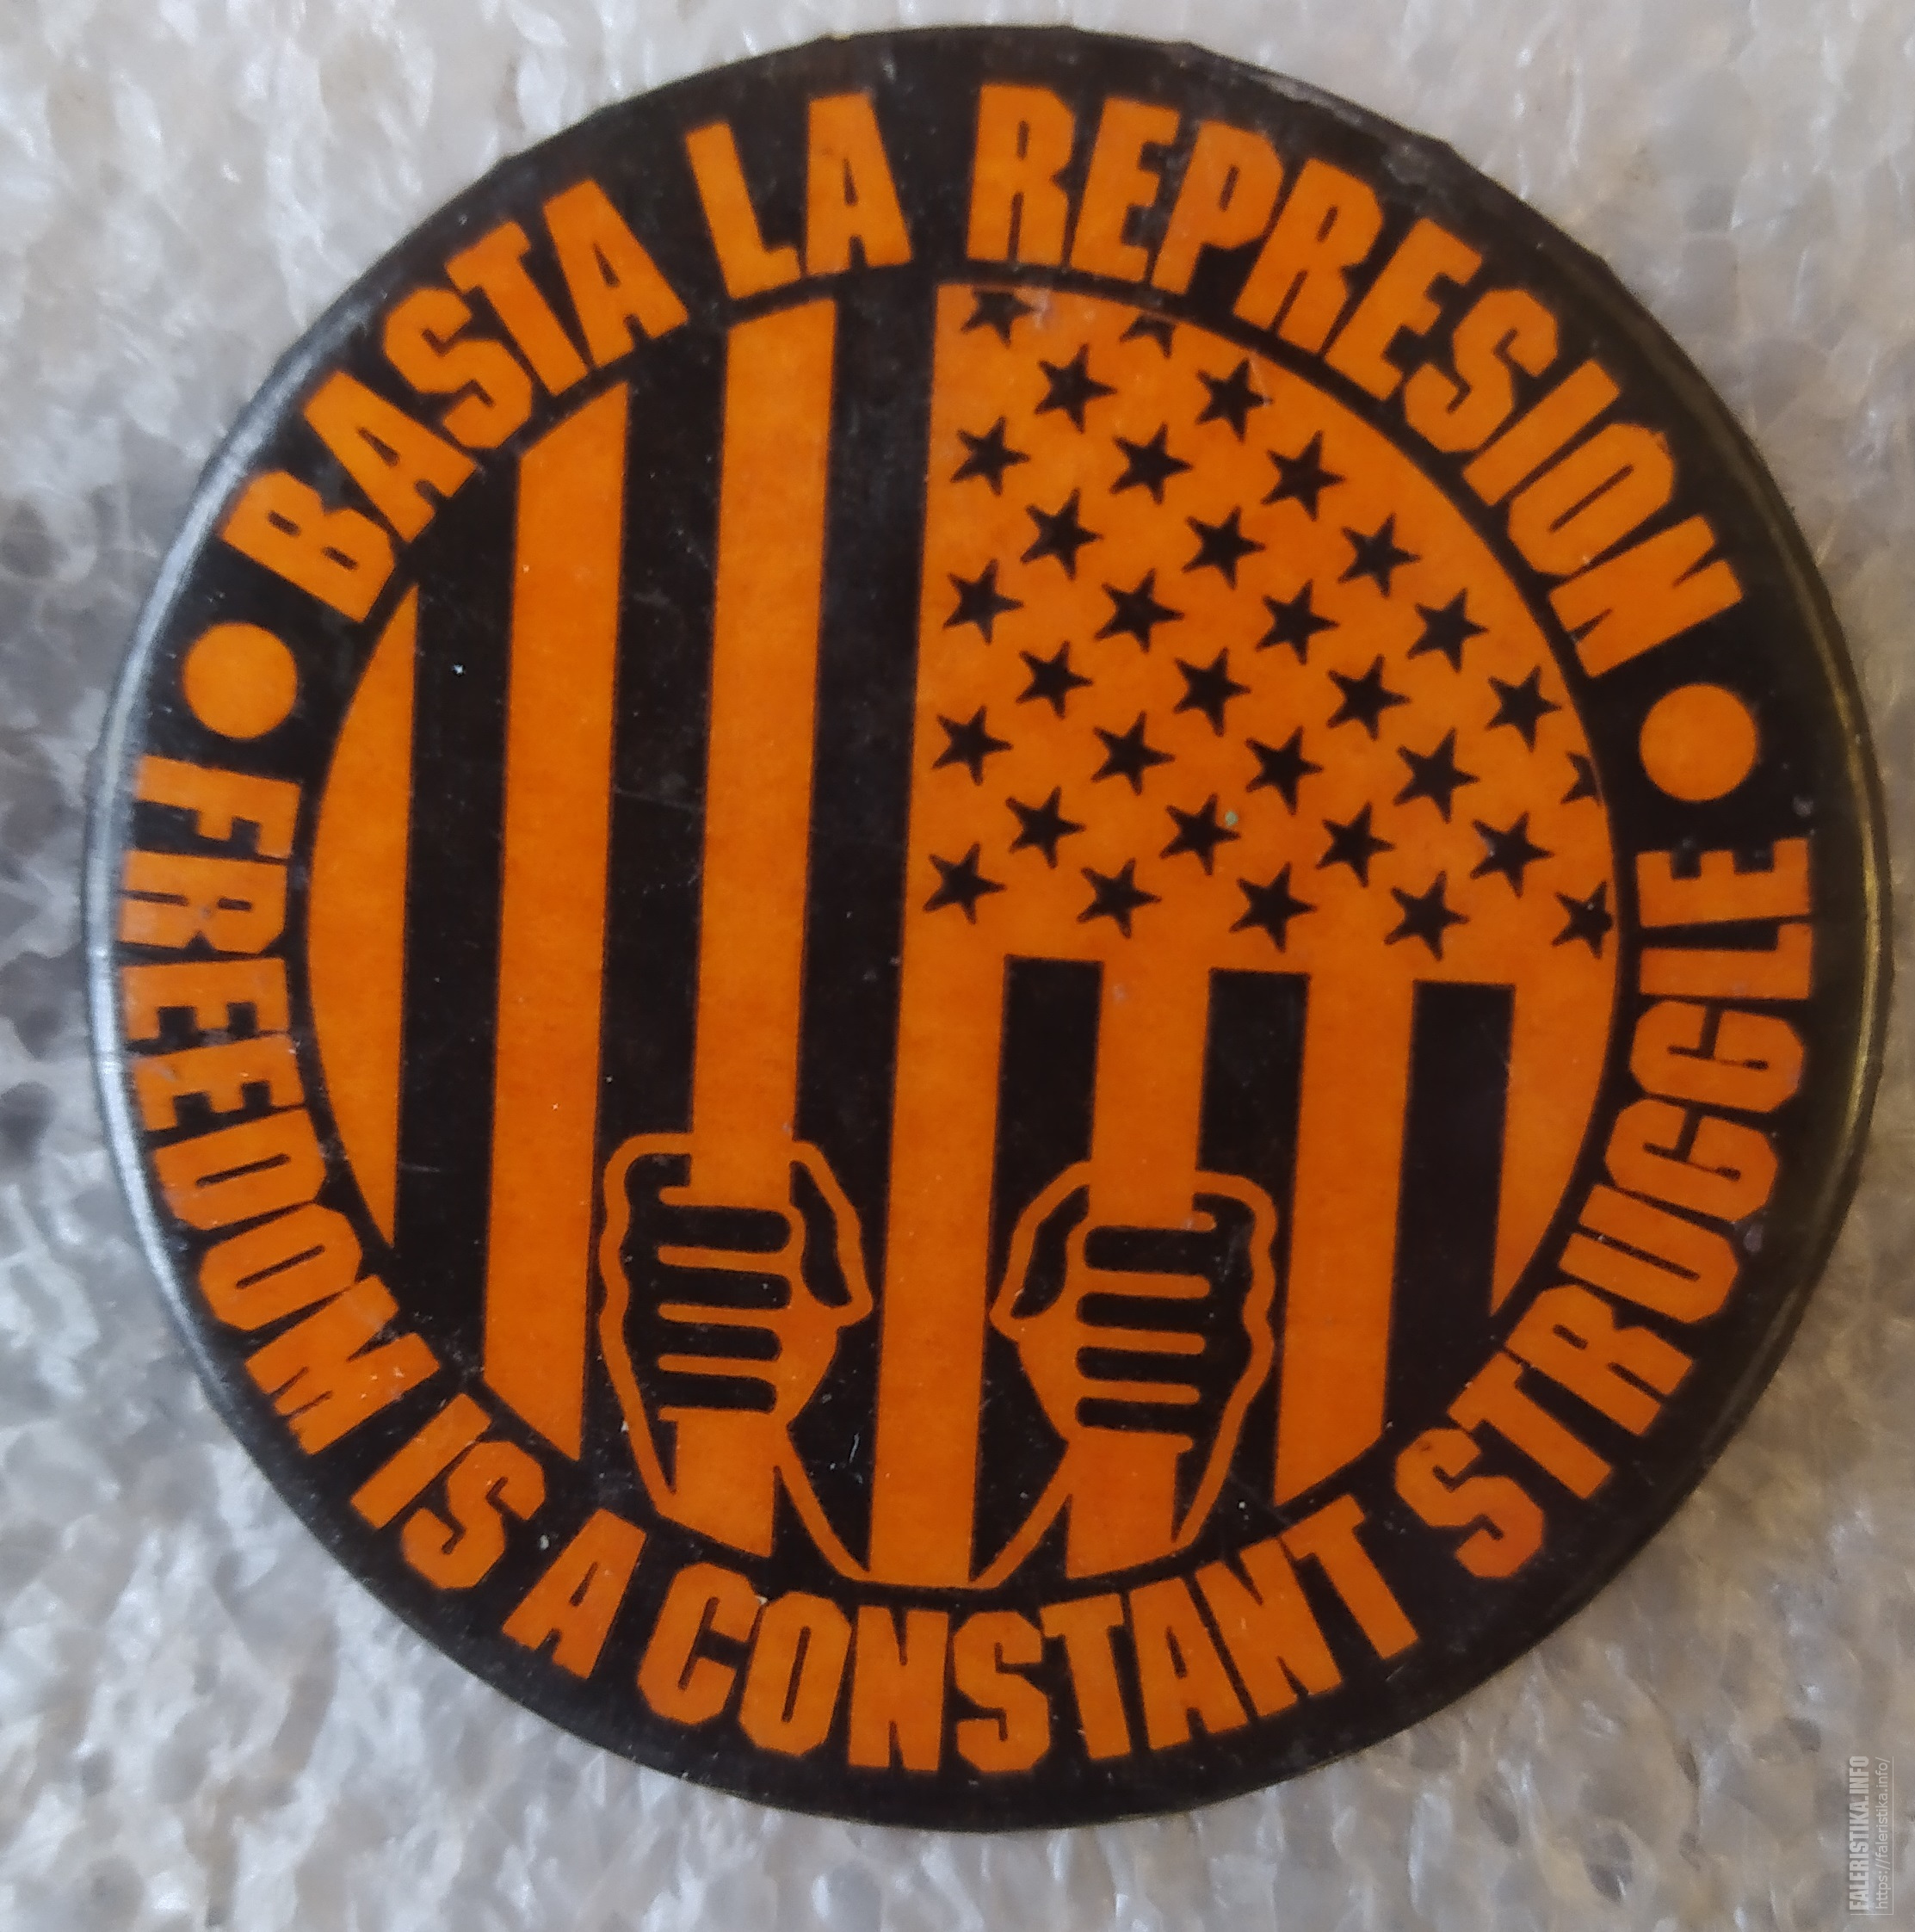 BASTA LA REPRESION
FREEDOM IS A CONSTANT STRUGGLE
FALERISTIKA.INFO
https://faleristika.info/